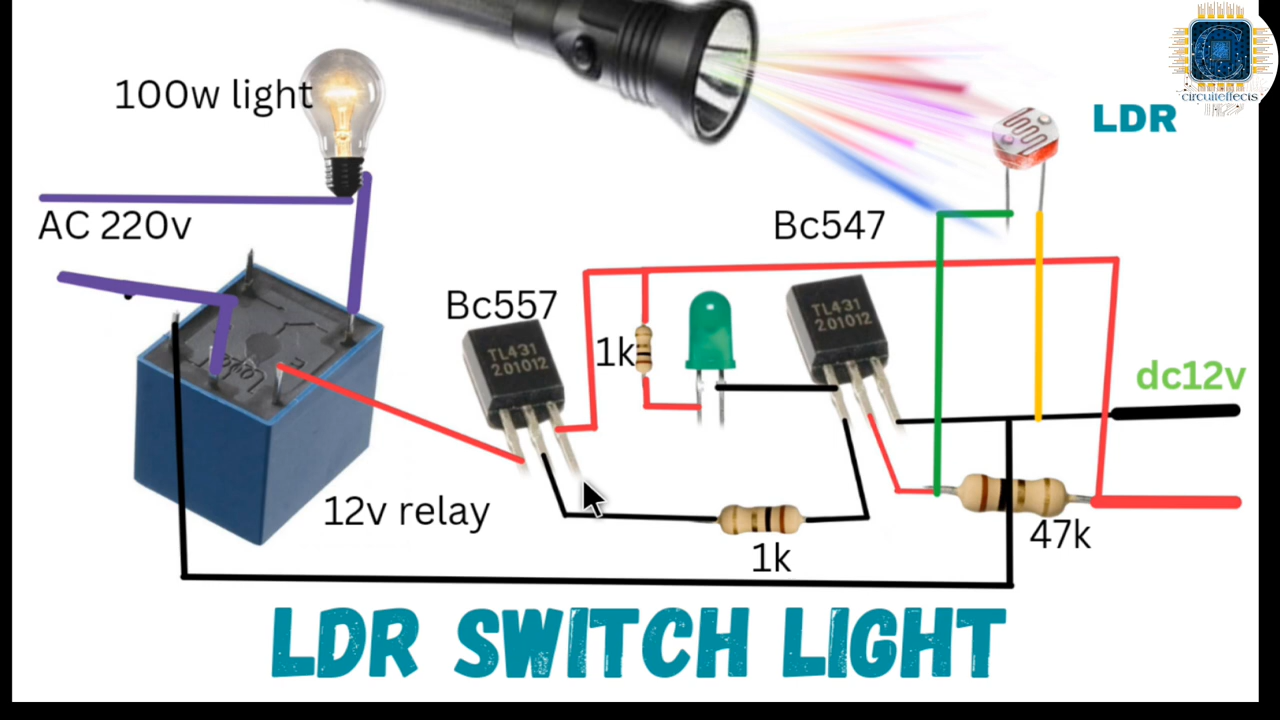 circuiteffects
100w light
LDR
AC 220v
Bc547
Bc557
TL431
201012
TL431
201012
1k
dc12v
12v relay
47k
1k
LDR SWITCH LIGHT